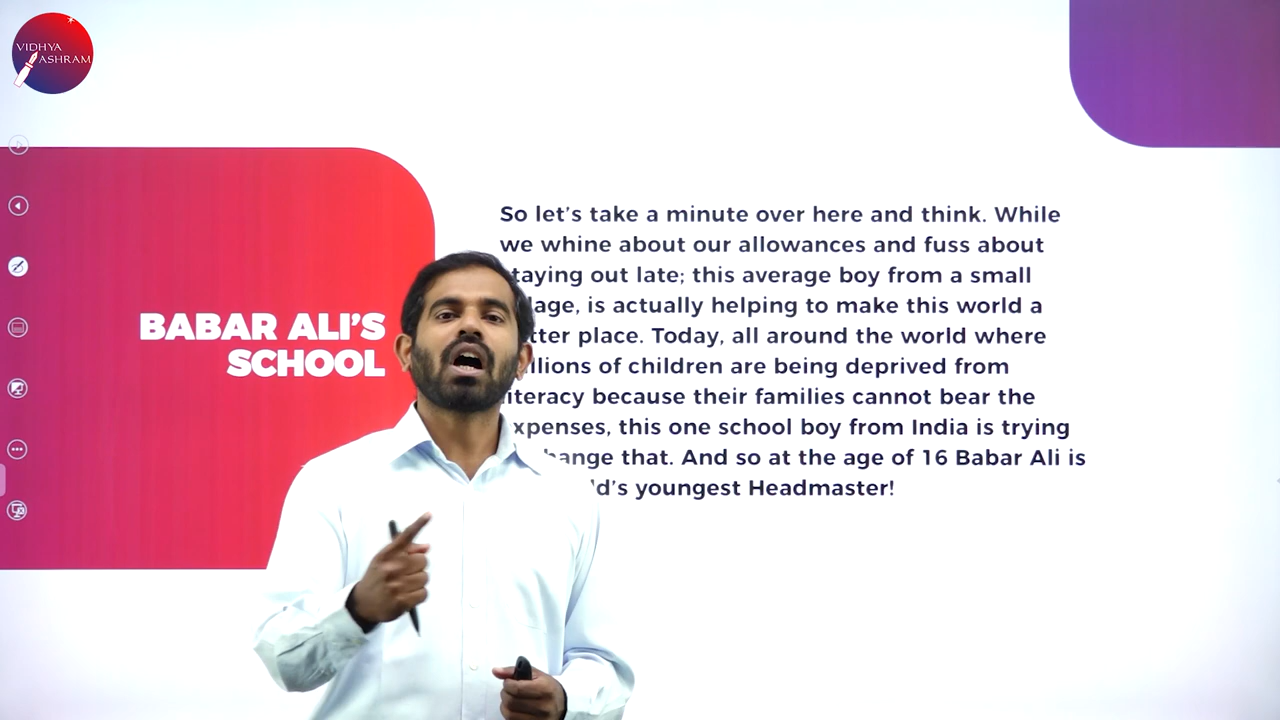 VIDHYA
ASHRAM
BABAR ALI'S
SCHOOL
So let's take a minute over here and think. While
we whine about our allowances and fuss about
out late; this average boy from a small
is actually helping to make this world a
place. Today, all around the world where
of children are being deprived from
literacy because their families cannot bear the
this one school boy from India is trying
that. And so at the age of 16 Babar Ali is
youngest Headmaster!